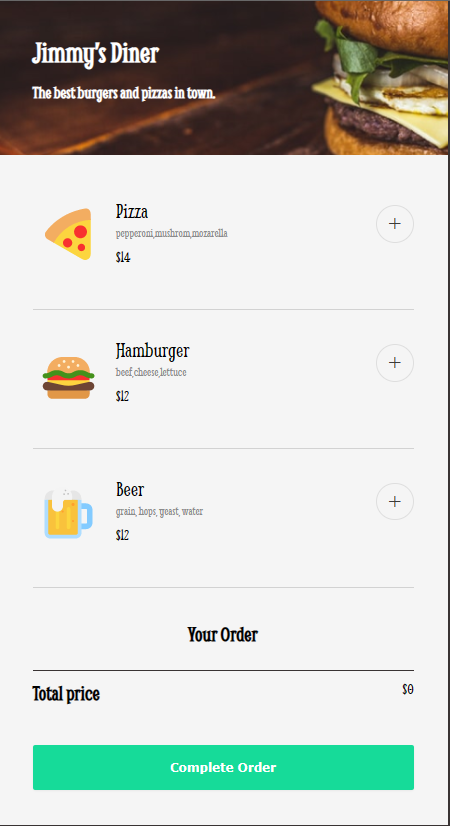 Jimmy's Diner
The best burgers and pizzas in town.
Pizza
pepperoni,mushrom,mozarella
$14
+
Hamburger
beef,cheese,lettuce
$12
+
Beer
grain, hops, yeast, water
$12
+
Your Order
Total price
$0
Complete Order